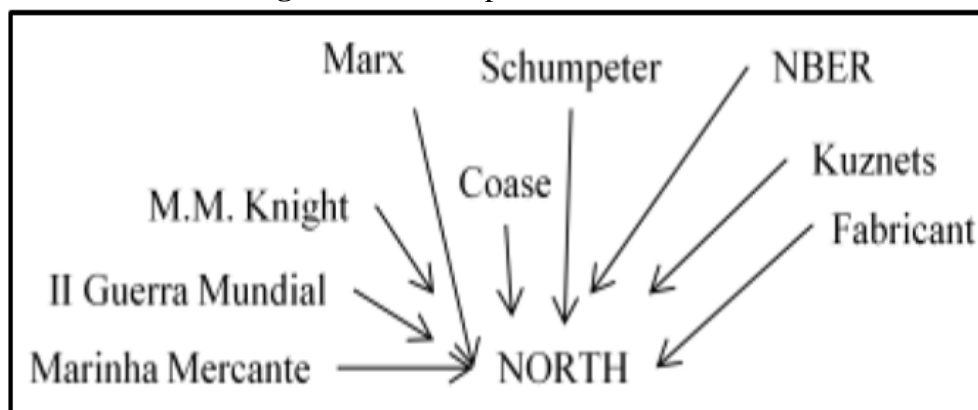 Marx
Schumpeter
NBER
Kuznets
Coase
M.M. Knight
Fabricant
II Guerra Mundial
Marinha Mercante
NORTH